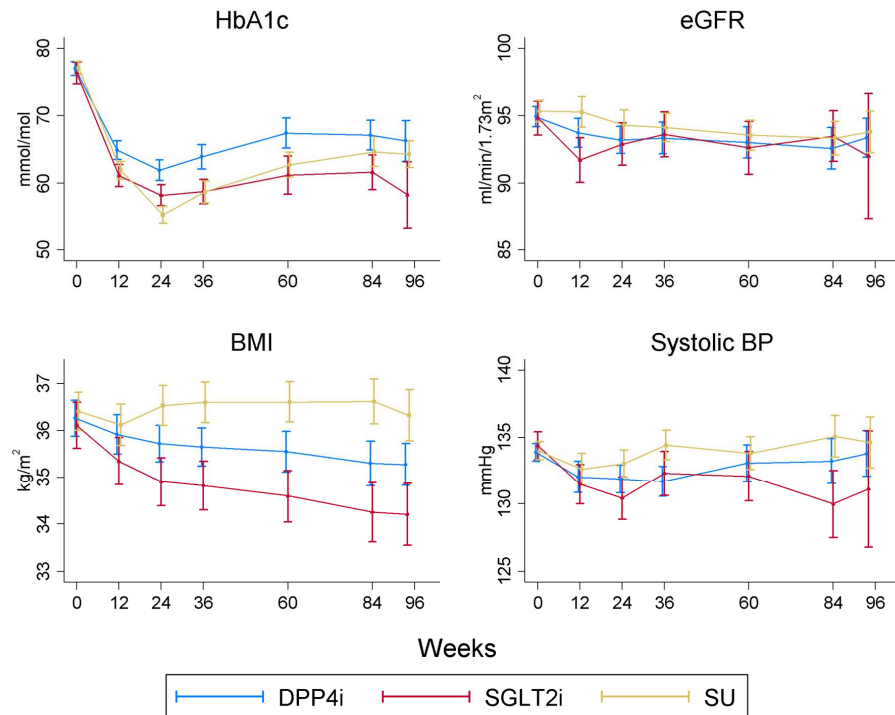 HbA1c
mmol/mol
80
70
60
50
0 12 24 36 60 84 96
eGFR
ml/min/1.73m²
100
95
90
85
0 12 24 36 60 84 96
BMI
kg/m²
37
36
35
34
33
0 12 24 36 60 84 96
Systolic BP
mmHg
140
135
130
125
0 12 24 36 60 84 96
Weeks
DPP4i SGLT2i SU